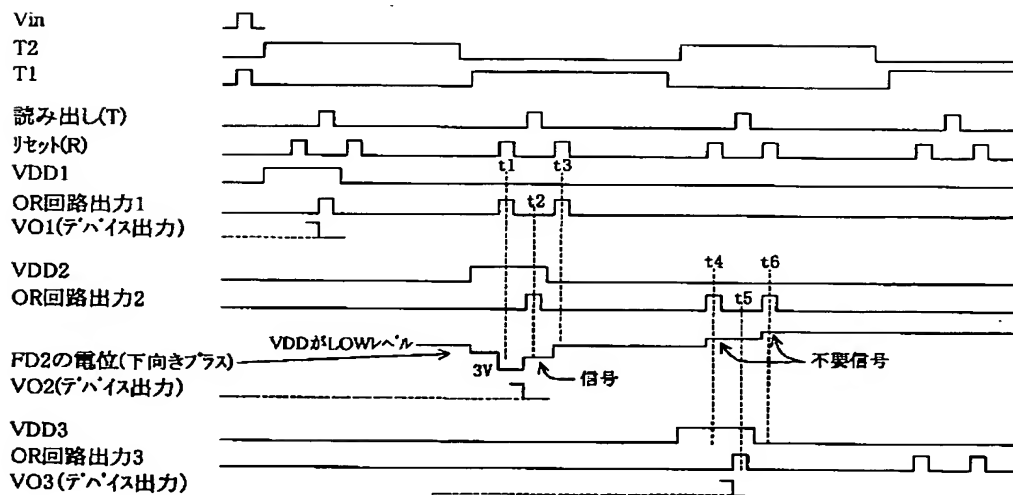 Vin
T2
T1
読み出し(T)
リセット(R)
VDD1
t1
t3
OR回路出力1
t2
VO1(デバイス出力)
VDD2
t4
t6
OR回路出力2
t5
VDDがLOWレベル
FD2の電位(下向きプラス)
3V
信号
不要信号
VO2(デバイス出力)
VDD3
OR回路出力3
VO3(デバイス出力)